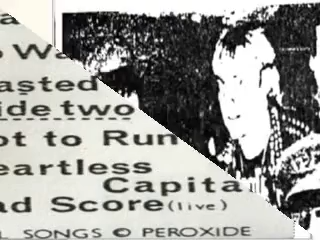 Wa
asted
ide two
ot to Run
eartless
Capita
ad Score (live)
SONGS © PEROXIDE